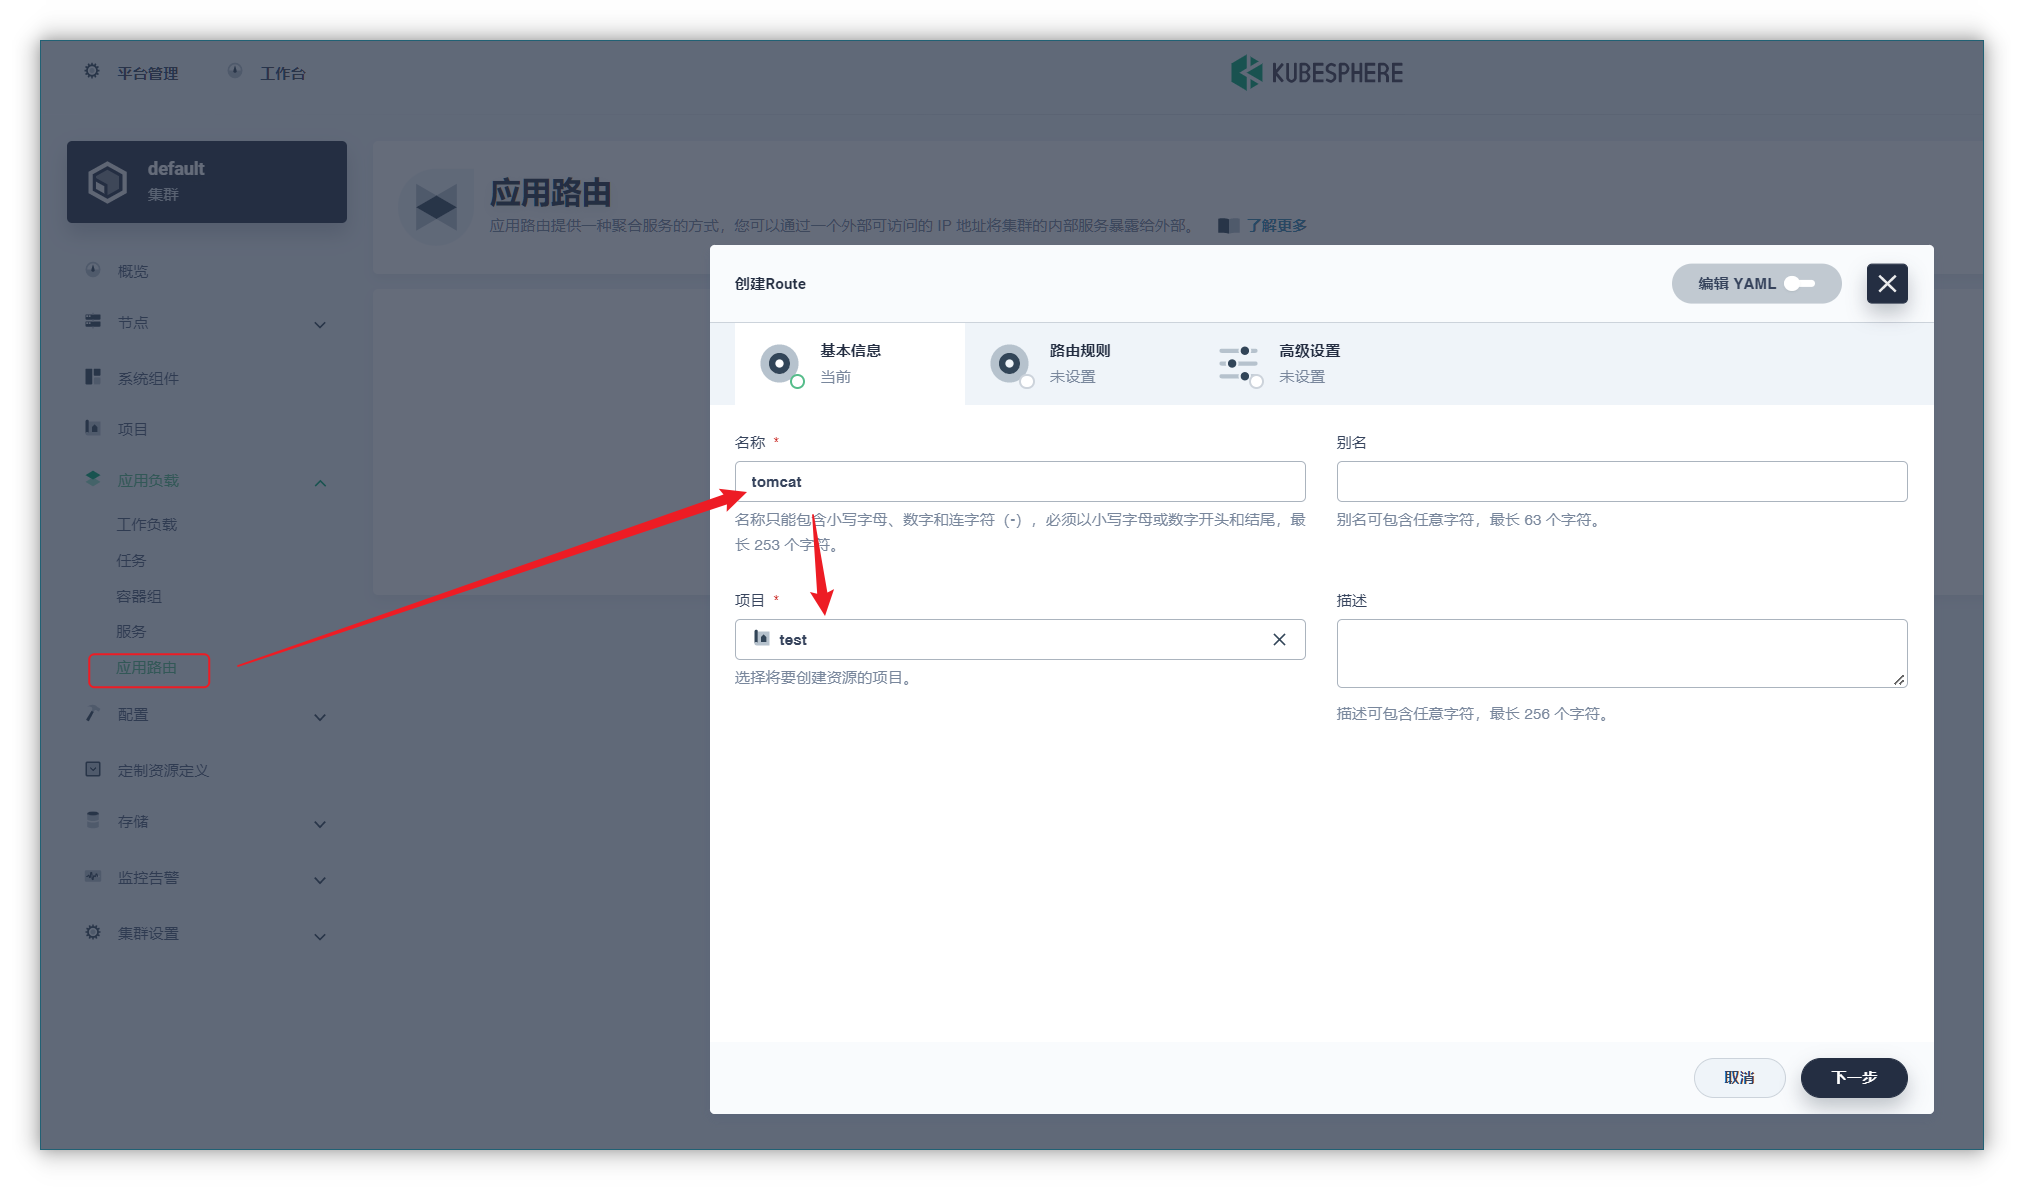 平台管理
工作台
KUBESPHERE
default
集群
概览
节点
系统组件
项目
应用负载
工作负载
任务
容器组
服务
应用路由
配置
定制资源定义
存储
监控告警
集群设置
应用路由
应用路由提供一种聚合服务的方式，您可以通过一个外部可访问的 IP 地址将集群的内部服务暴露给外部。
了解更多
创建Route
编辑 YAML
基本信息
当前
路由规则
未设置
高级设置
未设置
名称 *
tomcat
名称只能包含小写字母、数字和连字符（-），必须以小写字母或数字开头和结尾，最
长 253 个字符。
别名
别名可包含任意字符，最长 63 个字符。
项目 *
test
选择将要创建资源的项目。
描述
描述可包含任意字符，最长 256 个字符。
取消
下一步